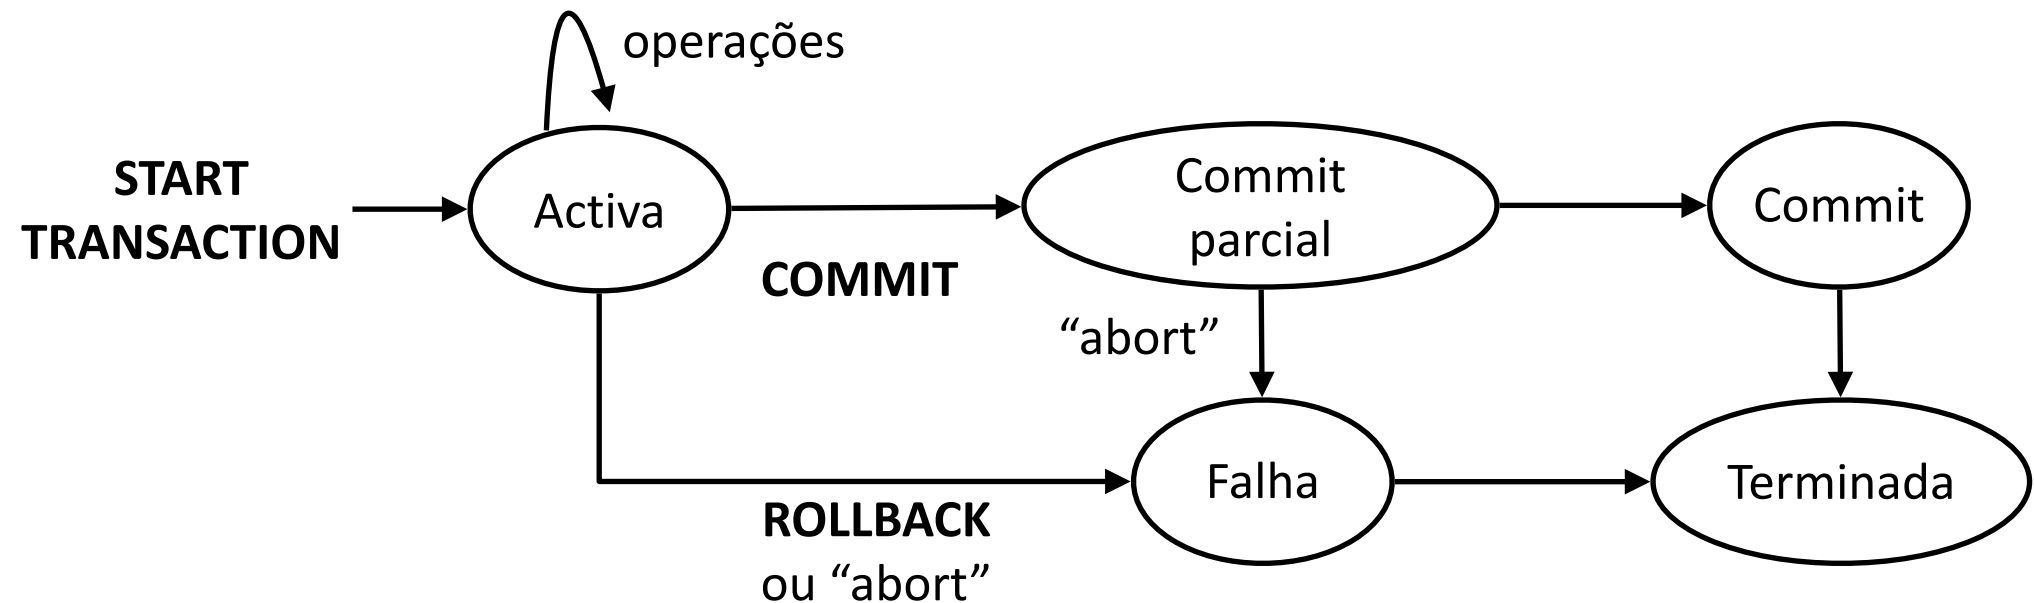 operações
START
TRANSACTION
Activa
COMMIT
Commit
parcial
Commit
“abort”
Falha
Terminada
ROLLBACK
ou “abort”